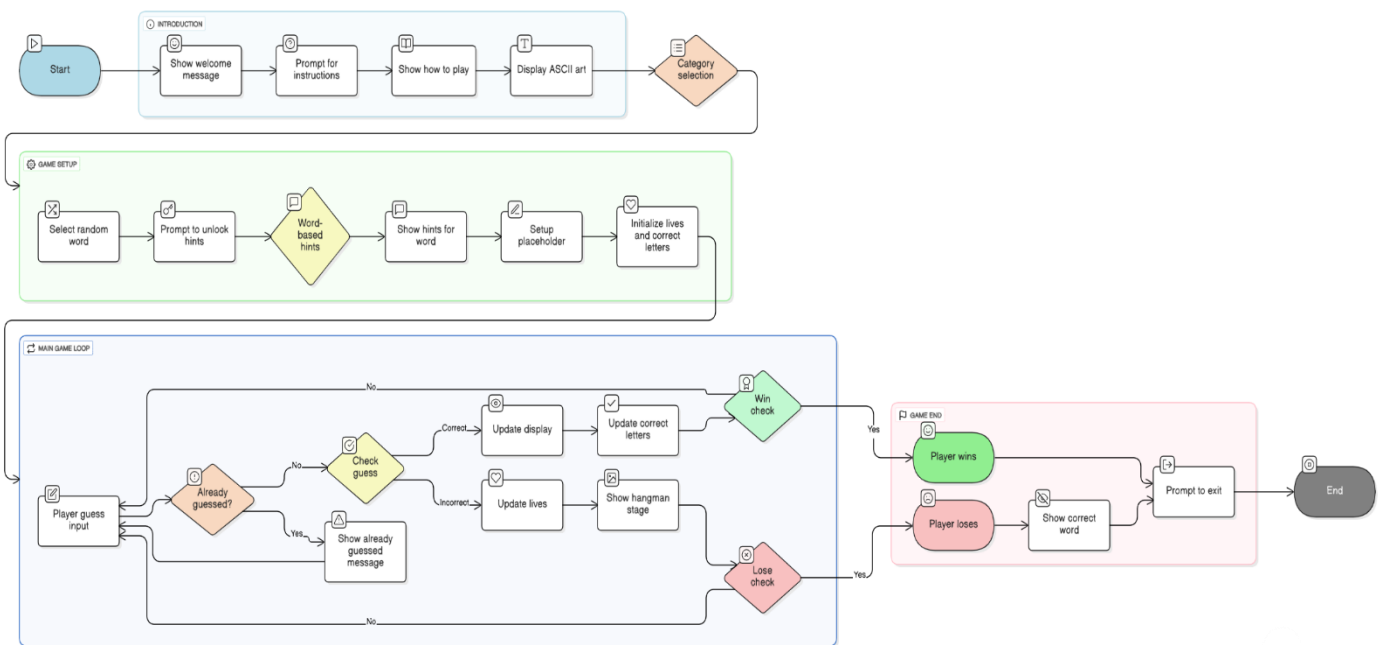 INTRODUCTION
Start
Show welcome
message
Prompt for
instructions
Show how to play
Display ASCII art
Category
selection
GAME SETUP
Select random
word
Prompt to unlock
hints
Word-
based
hints
Show hints for
word
Setup
placeholder
Initialize lives
and correct
letters
MAIN GAME LOOP
No
Win
check
Correct
Update display
Update correct
letters
Check
guess
No
Already
guessed?
Player guess
input
Incorrect
Update lives
Show hangman
stage
Yes
Show already
guessed
message
Lose
check
No
Yes
Yes
GAME END
Player wins
Player loses
Show correct
word
Prompt to exit
End